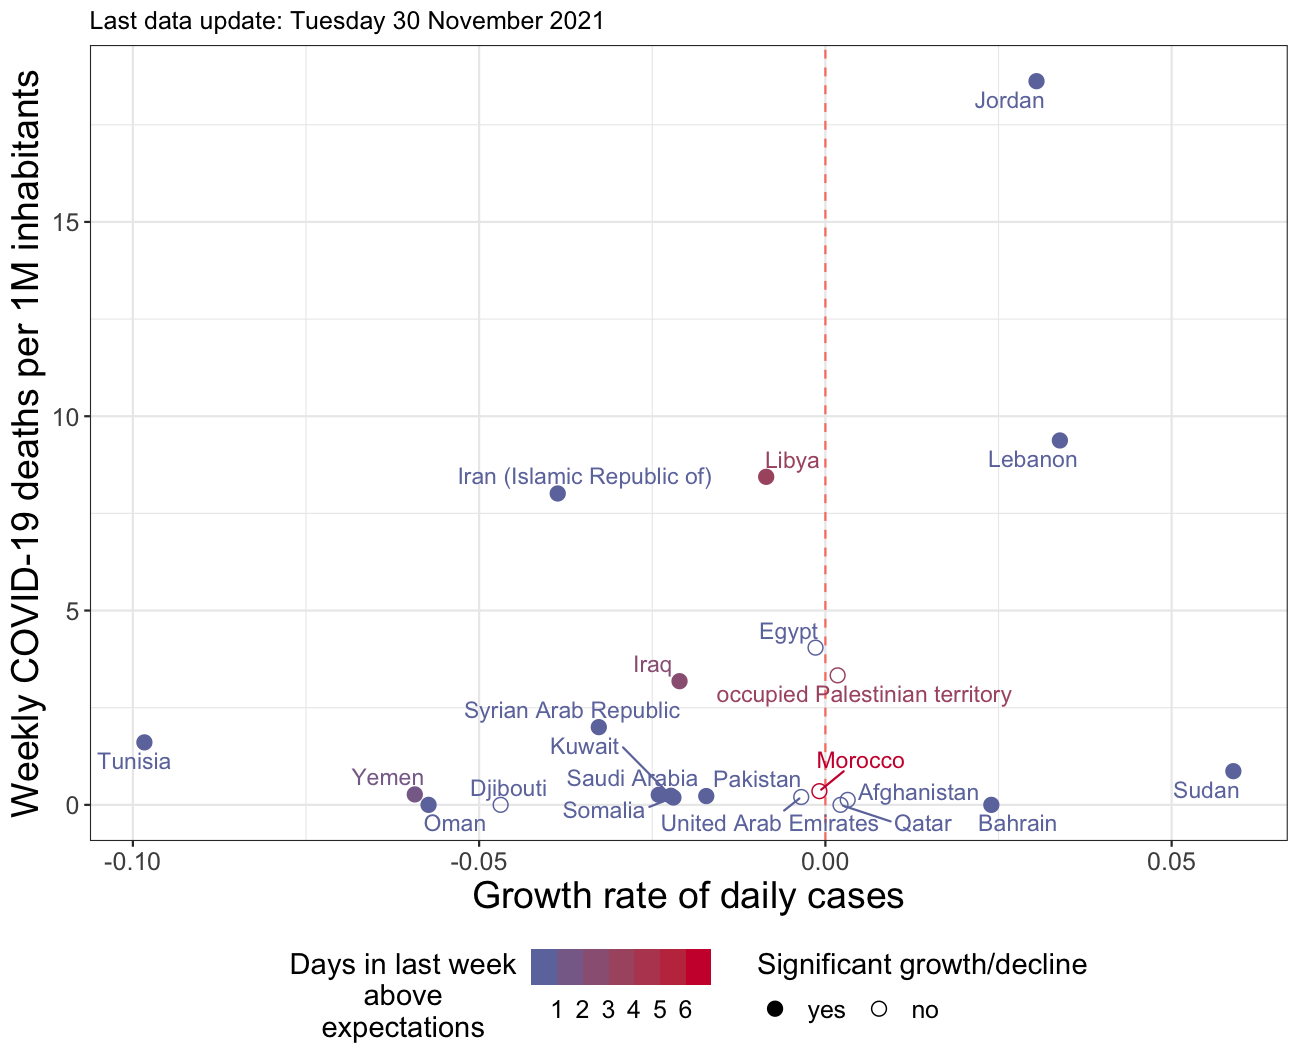 Last data update: Tuesday 30 November 2021
Weekly COVID-19 deaths per 1M inhabitants
15
10
5
0
Jordan
Lebanon
Libya
Iran (Islamic Republic of)
Egypt
Iraq
occupied Palestinian territory
Syrian Arab Republic
Kuwait
Tunisia
Morocco
Yemen
Saudi Arabia
Pakistan
Djibouti
Afghanistan
Sudan
Somalia
Oman
United Arab Emirates
Qatar
Bahrain
-0.10
-0.05
0.00
0.05
Growth rate of daily cases
Days in last week
above
expectations
1 2 3 4 5 6
Significant growth/decline
yes
no